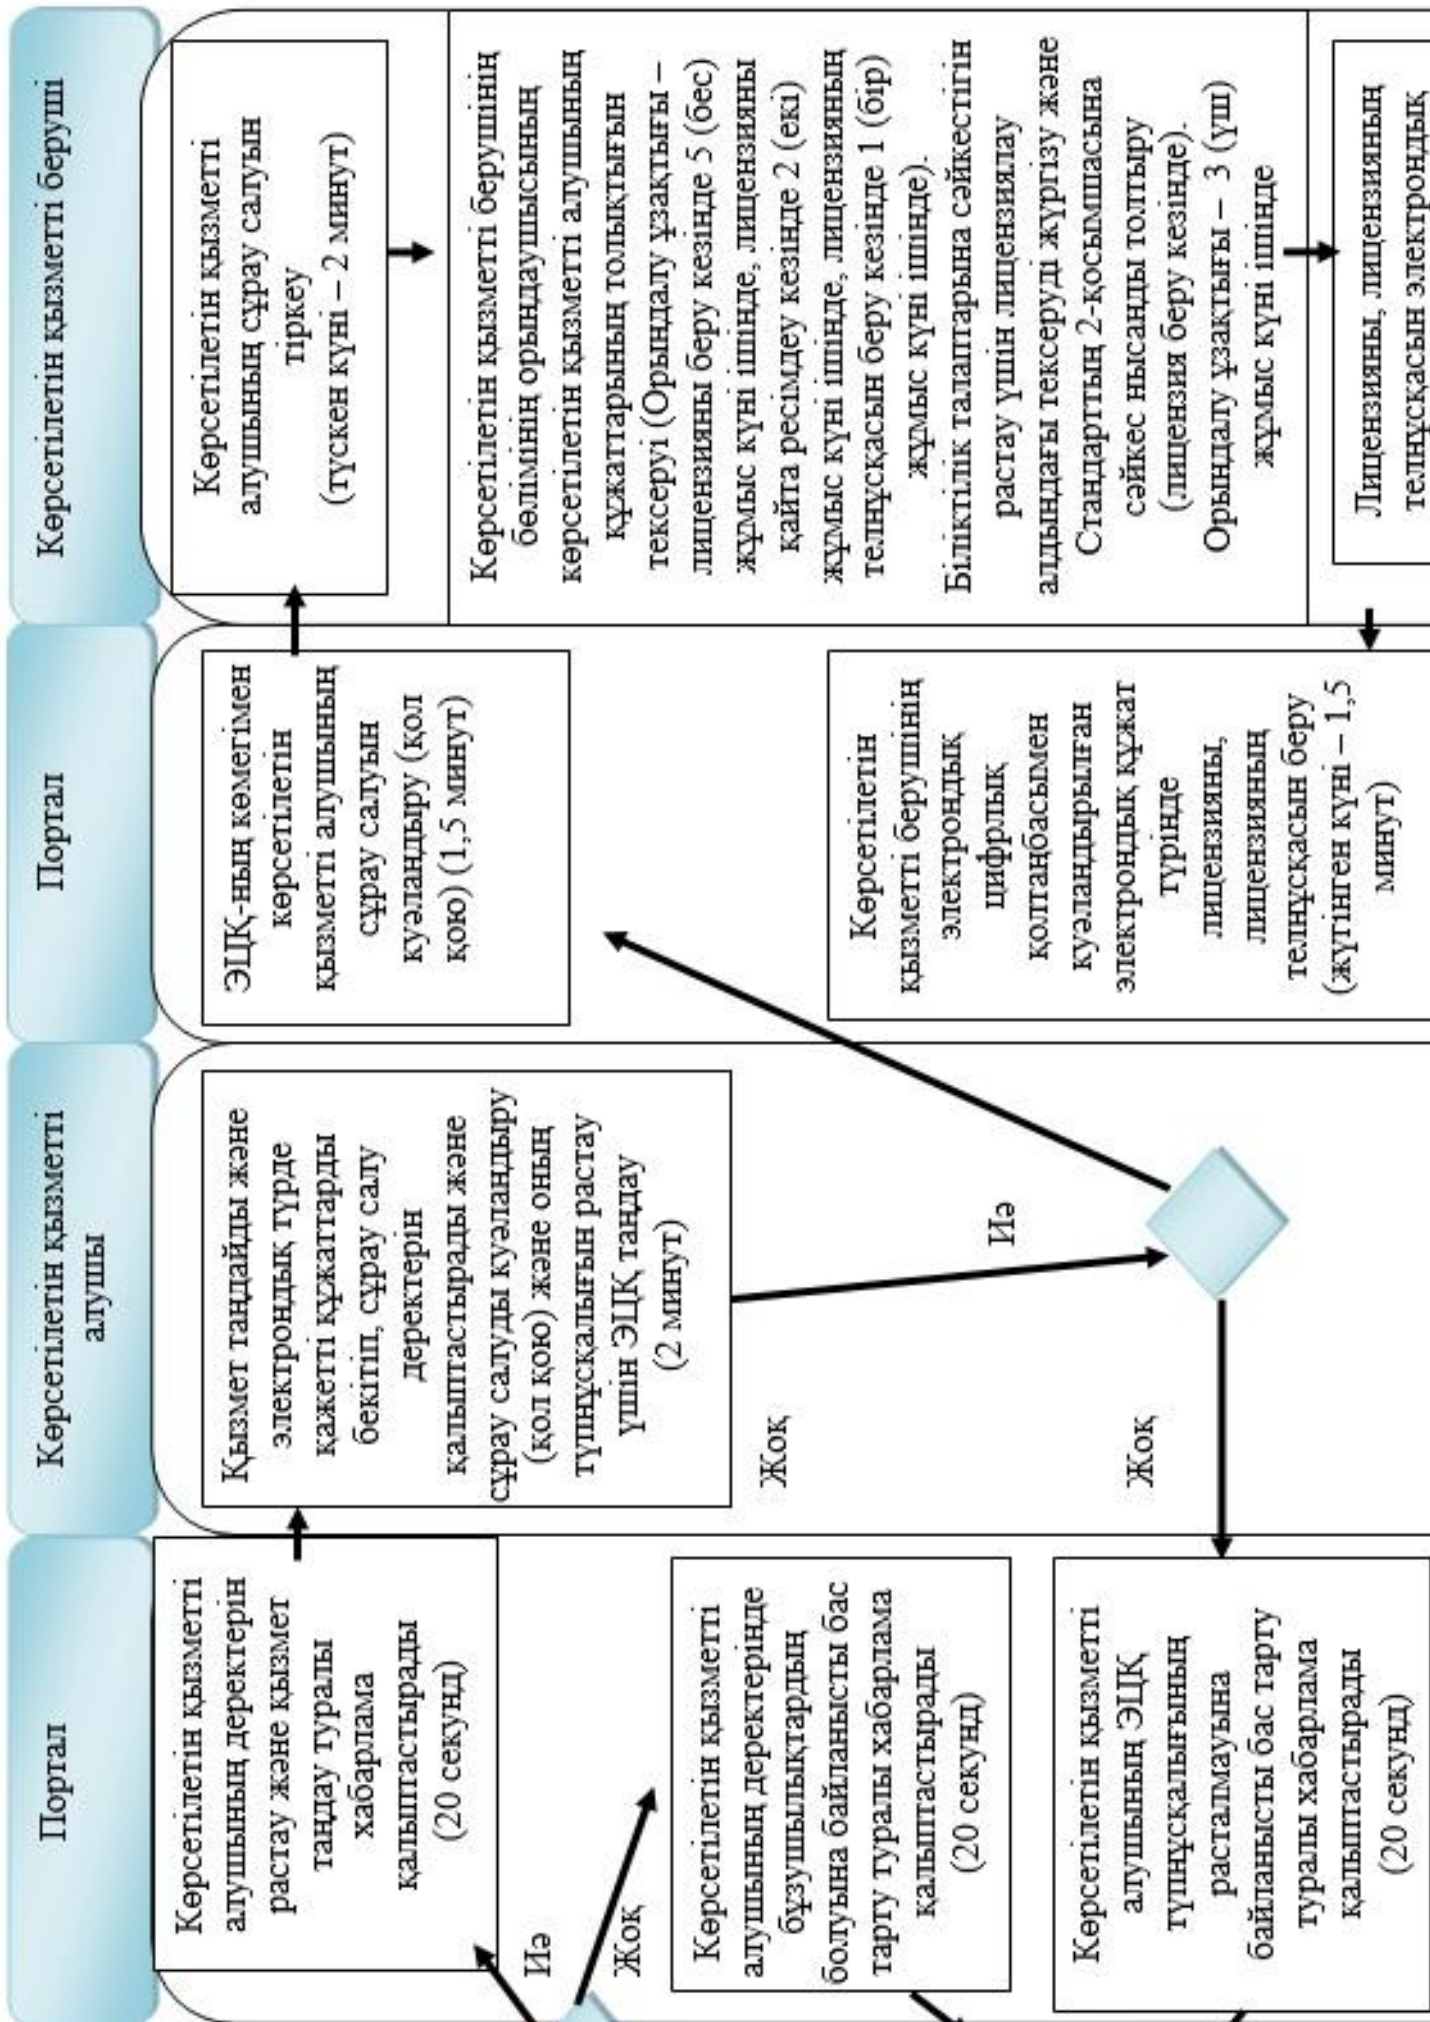 Портал
Көрсетілетін қызметті
алушының деректерін
растау және қызмет
таңдау туралы
хабарлама
қалыптастырады
(20 секунд)
Иә
Жоқ
Көрсетілетін қызметті
алушының деректерінде
бұзушылықтардың
болуына байланысты бас
тарту туралы хабарлама
қалыптастырады
(20 секунд)
Көрсетілетін қызметті
алушының ЭЦҚ
түпнұсқалығының
расталмауына
байланысты бас тарту
туралы хабарлама
қалыптастырады
(20 секунд)
Көрсетілетін қызметті
алушы
Қызмет таңдайды және
электрондық түрде
қажетті құжаттарды
бекітіп, сұрау салу
деректерін
қалыптастырады және
сұрау салуды куәландыру
(қол қою) және оның
түпнұсқалығын растау
үшін ЭЦҚ таңдау
(2 минут)
Жоқ
Иә
Жоқ
Портал
ЭЦҚ-ның көмегімен
көрсетілетін
қызметті алушының
сұрау салуын
куәландыру (қол
қою) (1,5 минут)
Көрсетілетін
қызметті берушінің
электрондық
цифрлық
қолтаңбасымен
куәландырылған
электрондық құжат
түрінде
лицензияны,
лицензияның
телнұсқасын беру
(жүгінген күні – 1,5
минут)
Көрсетілетін қызметті беруші
Көрсетілетін қызметті
алушының сұрау салуын
тіркеу
(түскен күні – 2 минут)
Көрсетілетін қызметті берушінің
бөлімінің орындаушысының
көрсетілетін қызметті алушының
құжаттарының толықтығын
тексеруі (Орындалу ұзақтығы –
лицензияны беру кезінде 5 (бес)
жұмыс күні ішінде, лицензияны
қайта ресімдеу кезінде 2 (екі)
жұмыс күні ішінде, лицензияның
телнұсқасын беру кезінде 1 (бір)
жұмыс күні ішінде).
Біліктілік талаптарына сәйкестігін
растау үшін лицензиялау
алдындағы тексеруді жүргізу және
Стандарттың 2-қосымшасына
сәйкес нысанды толтыру
(лицензия беру кезінде).
Орындалу ұзақтығы – 3 (үш)
жұмыс күні ішінде
Лицензияны, лицензияның
телнұсқасын электрондық